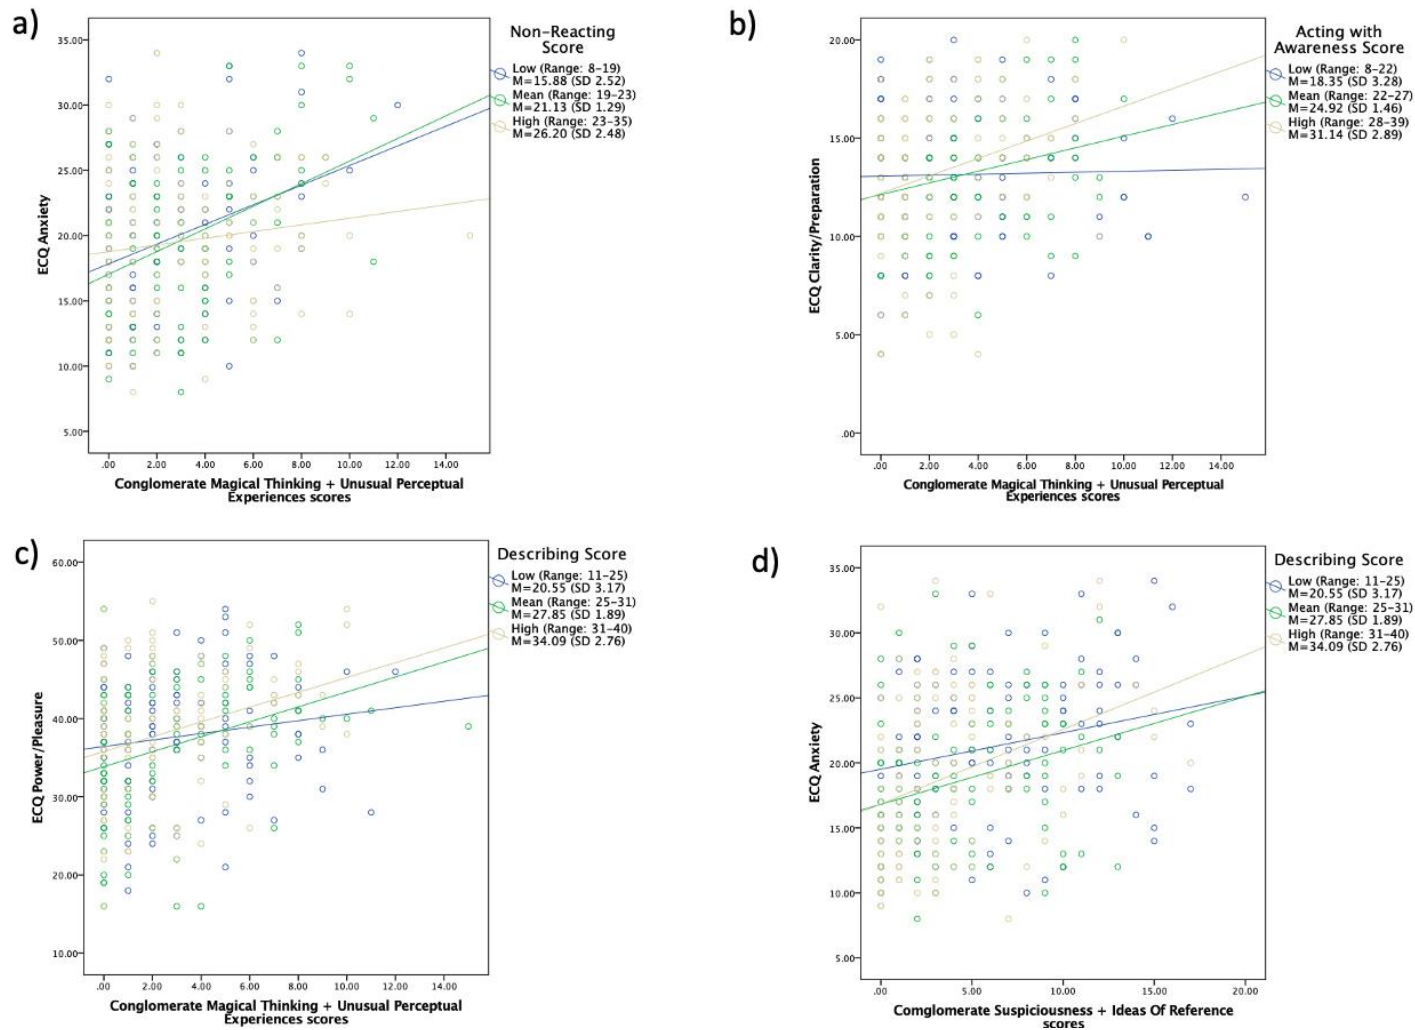 a)
Non-Reacting
Score
Low (Range: 8-19)
M=15.88 (SD 2.52)
Mean (Range: 19-23)
M=21.13 (SD 1.29)
High (Range: 23-35)
M=26.20 (SD 2.48)
35.00
30.00
25.00
20.00
15.00
10.00
5.00
ECQ Anxiety
.00 2.00 4.00 6.00 8.00 10.00 12.00 14.00
Conglomerate Magical Thinking + Unusual Perceptual
Experiences scores
b)
Acting with
Awareness Score
Low (Range: 8-22)
M=18.35 (SD 3.28)
Mean (Range: 22-27)
M=24.92 (SD 1.46)
High (Range: 28-39)
M=31.14 (SD 2.89)
20.00
15.00
10.00
5.00
.00
ECQ Clarity/Preparation
.00 2.00 4.00 6.00 8.00 10.00 12.00 14.00
Conglomerate Magical Thinking + Unusual Perceptual
Experiences scores
c)
Describing Score
Low (Range: 11-25)
M=20.55 (SD 3.17)
Mean (Range: 25-31)
M=27.85 (SD 1.89)
High (Range: 31-40)
M=34.09 (SD 2.76)
60.00
50.00
40.00
30.00
20.00
10.00
ECQ Power/Pleasure
.00 2.00 4.00 6.00 8.00 10.00 12.00 14.00
Conglomerate Magical Thinking + Unusual Perceptual
Experiences scores
d)
Describing Score
Low (Range: 11-25)
M=20.55 (SD 3.17)
Mean (Range: 25-31)
M=27.85 (SD 1.89)
High (Range: 31-40)
M=34.09 (SD 2.76)
35.00
30.00
25.00
20.00
15.00
10.00
5.00
ECQ Anxiety
.00 5.00 10.00 15.00 20.00
Comglomerate Suspiciousness + Ideas Of Reference
scores